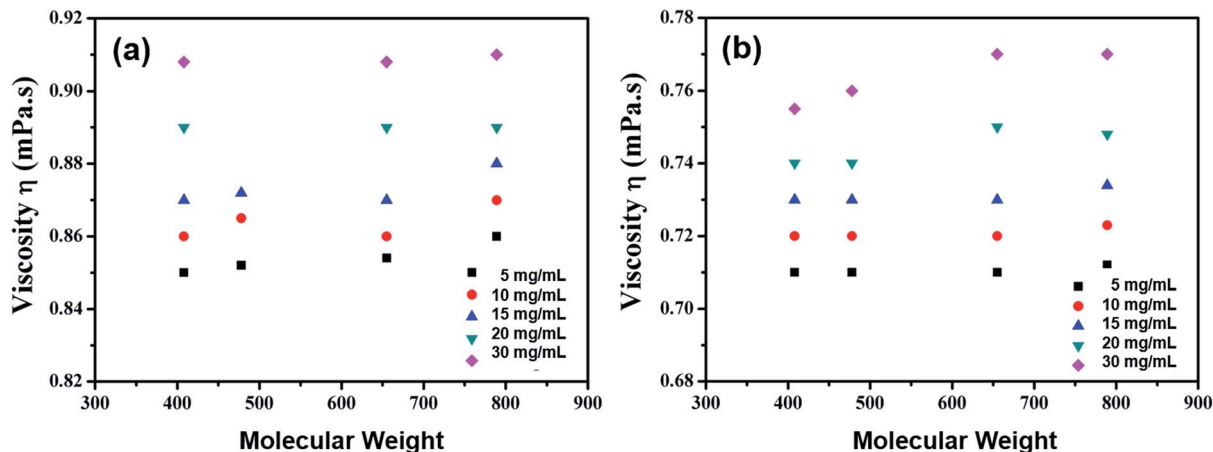 (a)
Viscosity η (mPa.s)
0.92
0.90
0.88
0.86
0.84
0.82
5 mg/mL
10 mg/mL
15 mg/mL
20 mg/mL
30 mg/mL
300 400 500 600 700 800 900
Molecular Weight
(b)
Viscosity η (mPa.s)
0.78
0.76
0.74
0.72
0.70
0.68
5 mg/mL
10 mg/mL
15 mg/mL
20 mg/mL
30 mg/mL
300 400 500 600 700 800 900
Molecular Weight